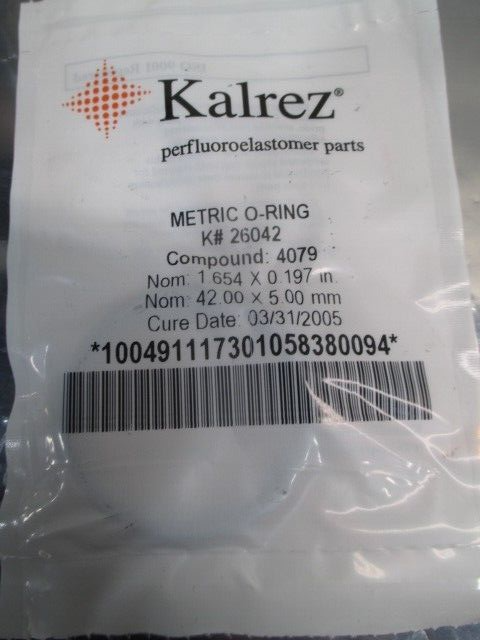 Kalrez®
perfluoroelastomer parts
METRIC O-RING
K# 26042
Compound: 4079
Nom: 1.654 X 0.197 in.
Nom: 42.00 X 5.00 mm
Cure Date: 03/31/2005
*100491117301058380094*